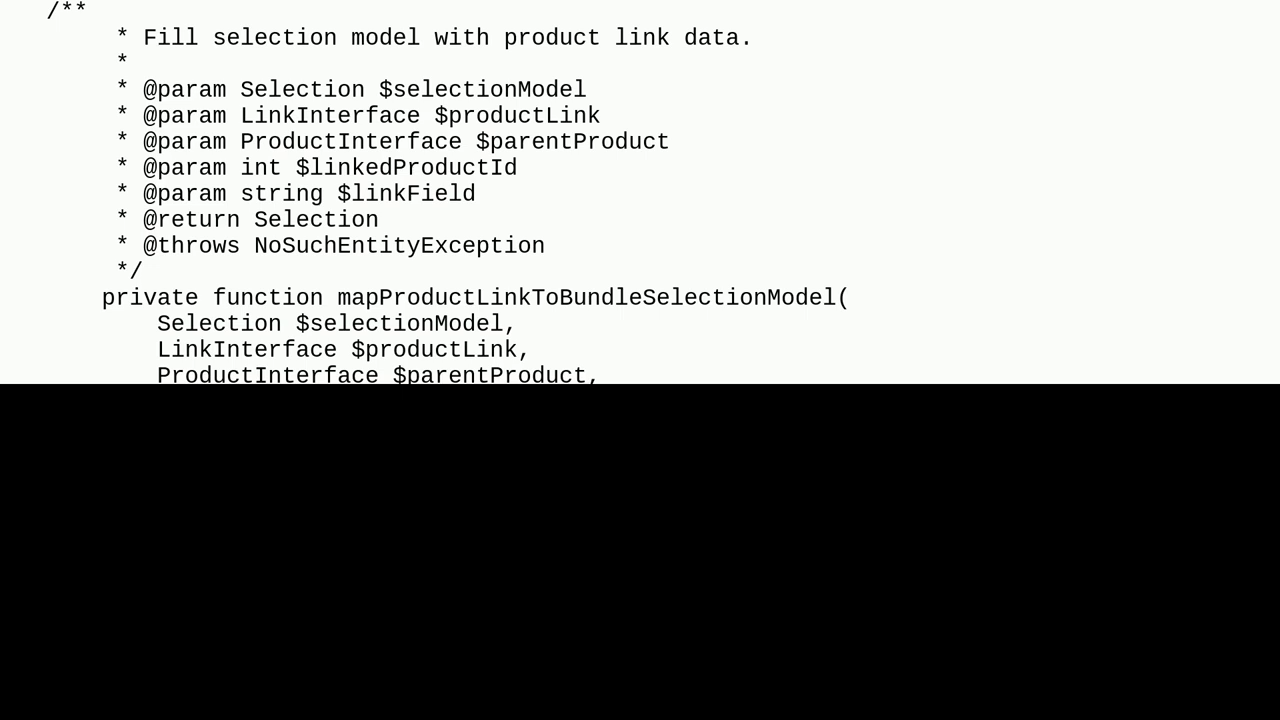 /**
* Fill selection model with product link data.
*
* @param Selection $selectionModel
* @param LinkInterface $productLink
* @param ProductInterface $parentProduct
* @param int $linkedProductId
* @param string $linkField
* @return Selection
* @throws NoSuchEntityException
*/
private function mapProductLinkToBundleSelectionModel(
Selection $selectionModel,
LinkInterface $productLink,
ProductInterface $parentProduct,